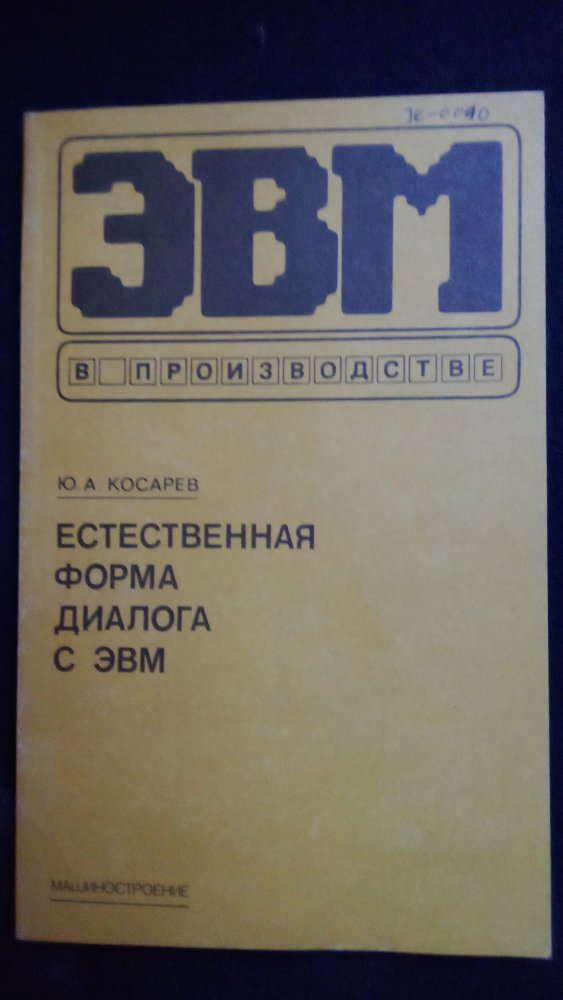 ЭВМ
В ПРОИЗВОДСТВЕ
Ю. А. КОСАРЕВ
ЕСТЕСТВЕННАЯ
ФОРМА
ДИАЛОГА
С ЭВМ
МАШИНОСТРОЕНИЕ